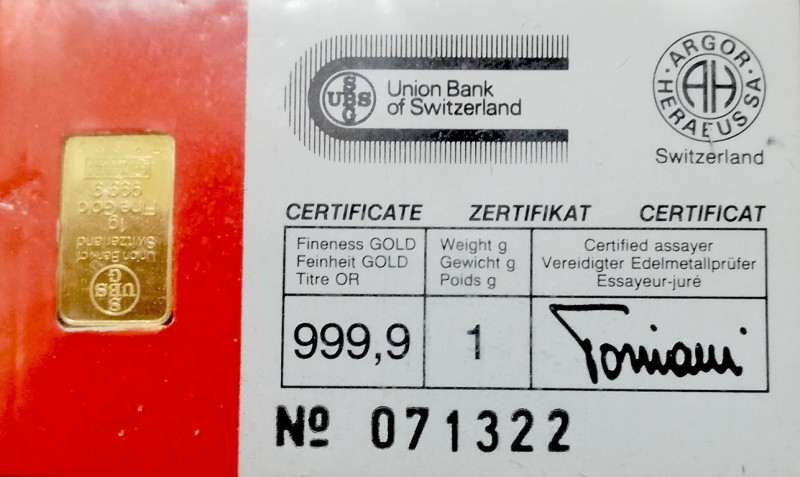 UBS
SBG
Union Bank
of Switzerland
ARGOR HERAEUS SA
AH
Switzerland
CERTIFICATE ZERTIFIKAT CERTIFICAT
Fineness GOLD
Feinheit GOLD
Titre OR
Weight g
Gewicht g
Poids g
Certified assayer
Vereidigter Edelmetallprüfer
Essayeur-juré
999,9
1
Nº 071322
UBS
SBG
Union Bank of
Switzerland
1g
Fine Gold
999.9